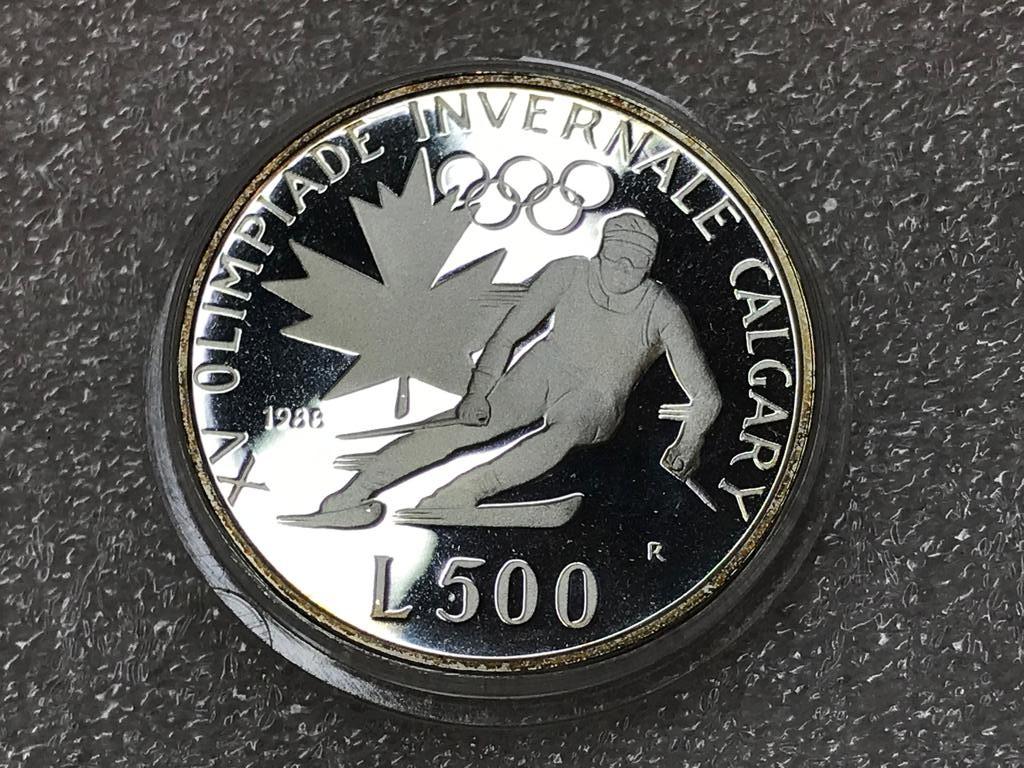 XV OLIMPIADE INVERNALE CALGARY
1988
R
L 500